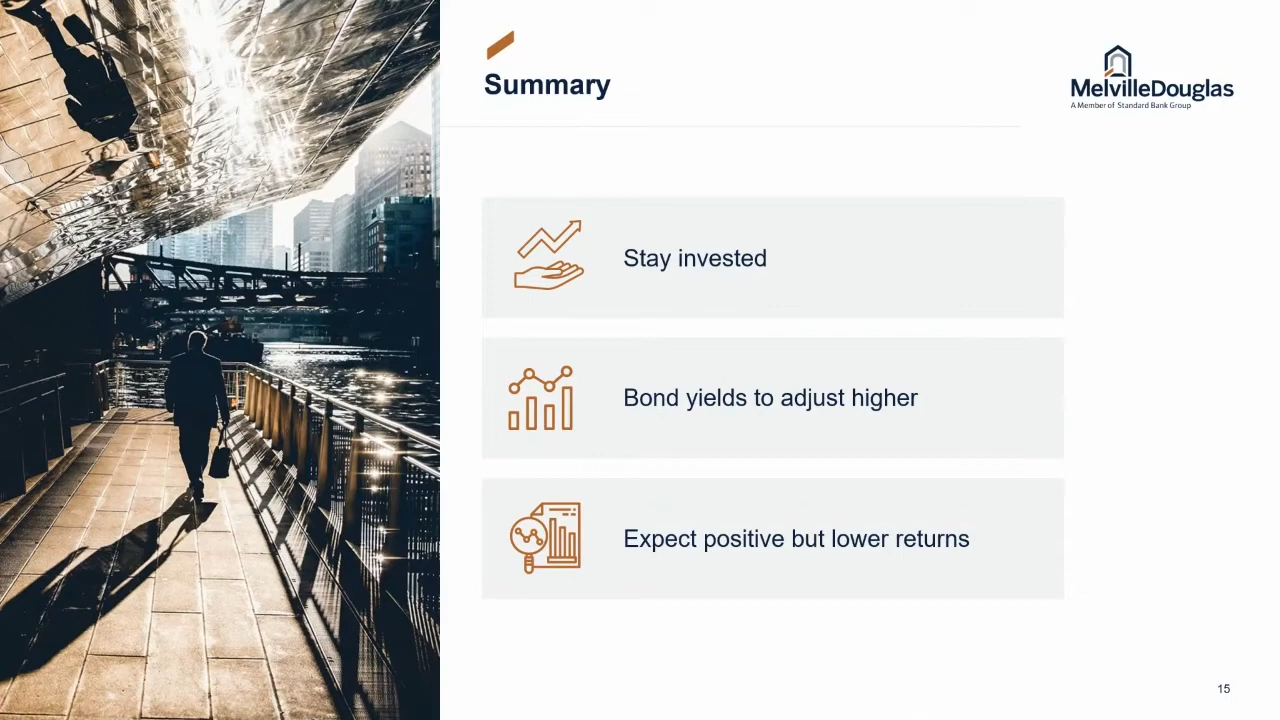 Summary
MelvilleDouglas
A Member of Standard Bank Group
Stay invested
Bond yields to adjust higher
Expect positive but lower returns
15